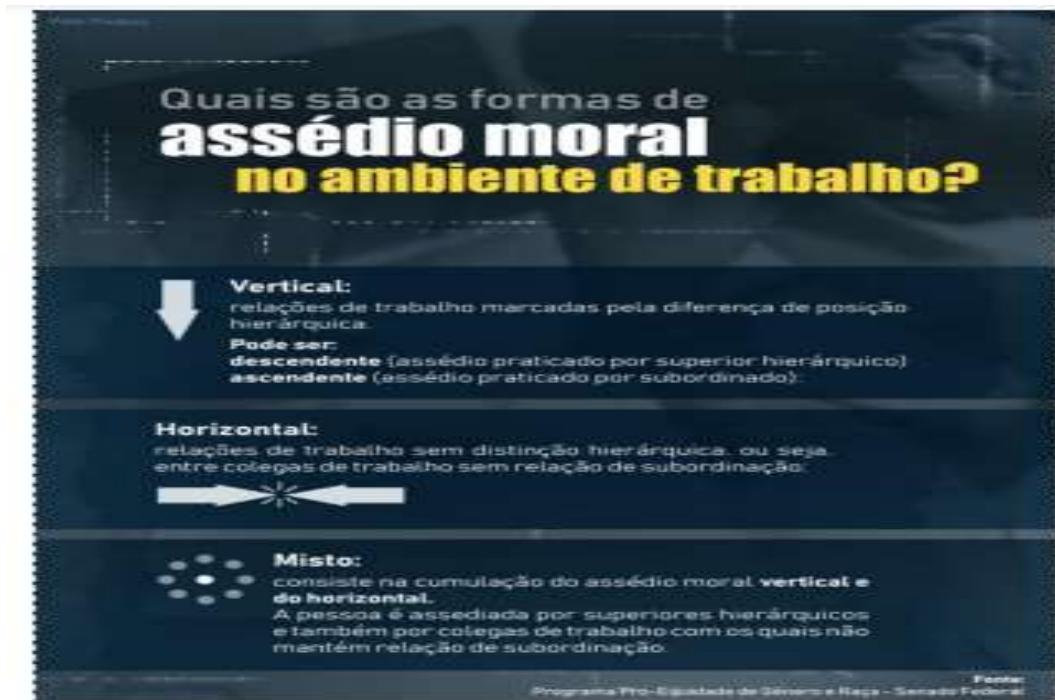 Quais são as formas de
assédio moral
no ambiente de trabalho?
Vertical:
relações de trabalho marcadas pela diferença de posição
hierárquica.
Pode ser:
descendente (assédio praticado por superior hierárquico)
ascendente (assédio praticado por subordinado).
Horizontal:
relações de trabalho sem distinção hierárquica, ou seja,
entre colegas de trabalho sem relação de subordinação.
Misto:
consiste na cumulação do assédio moral vertical e
do horizontal.
A pessoa é assediada por superiores hierárquicos
e também por colegas de trabalho com os quais não
mantém relação de subordinação.
Fonte:
Programa Pró-Equidade de Gênero e Raça - Senado Federal